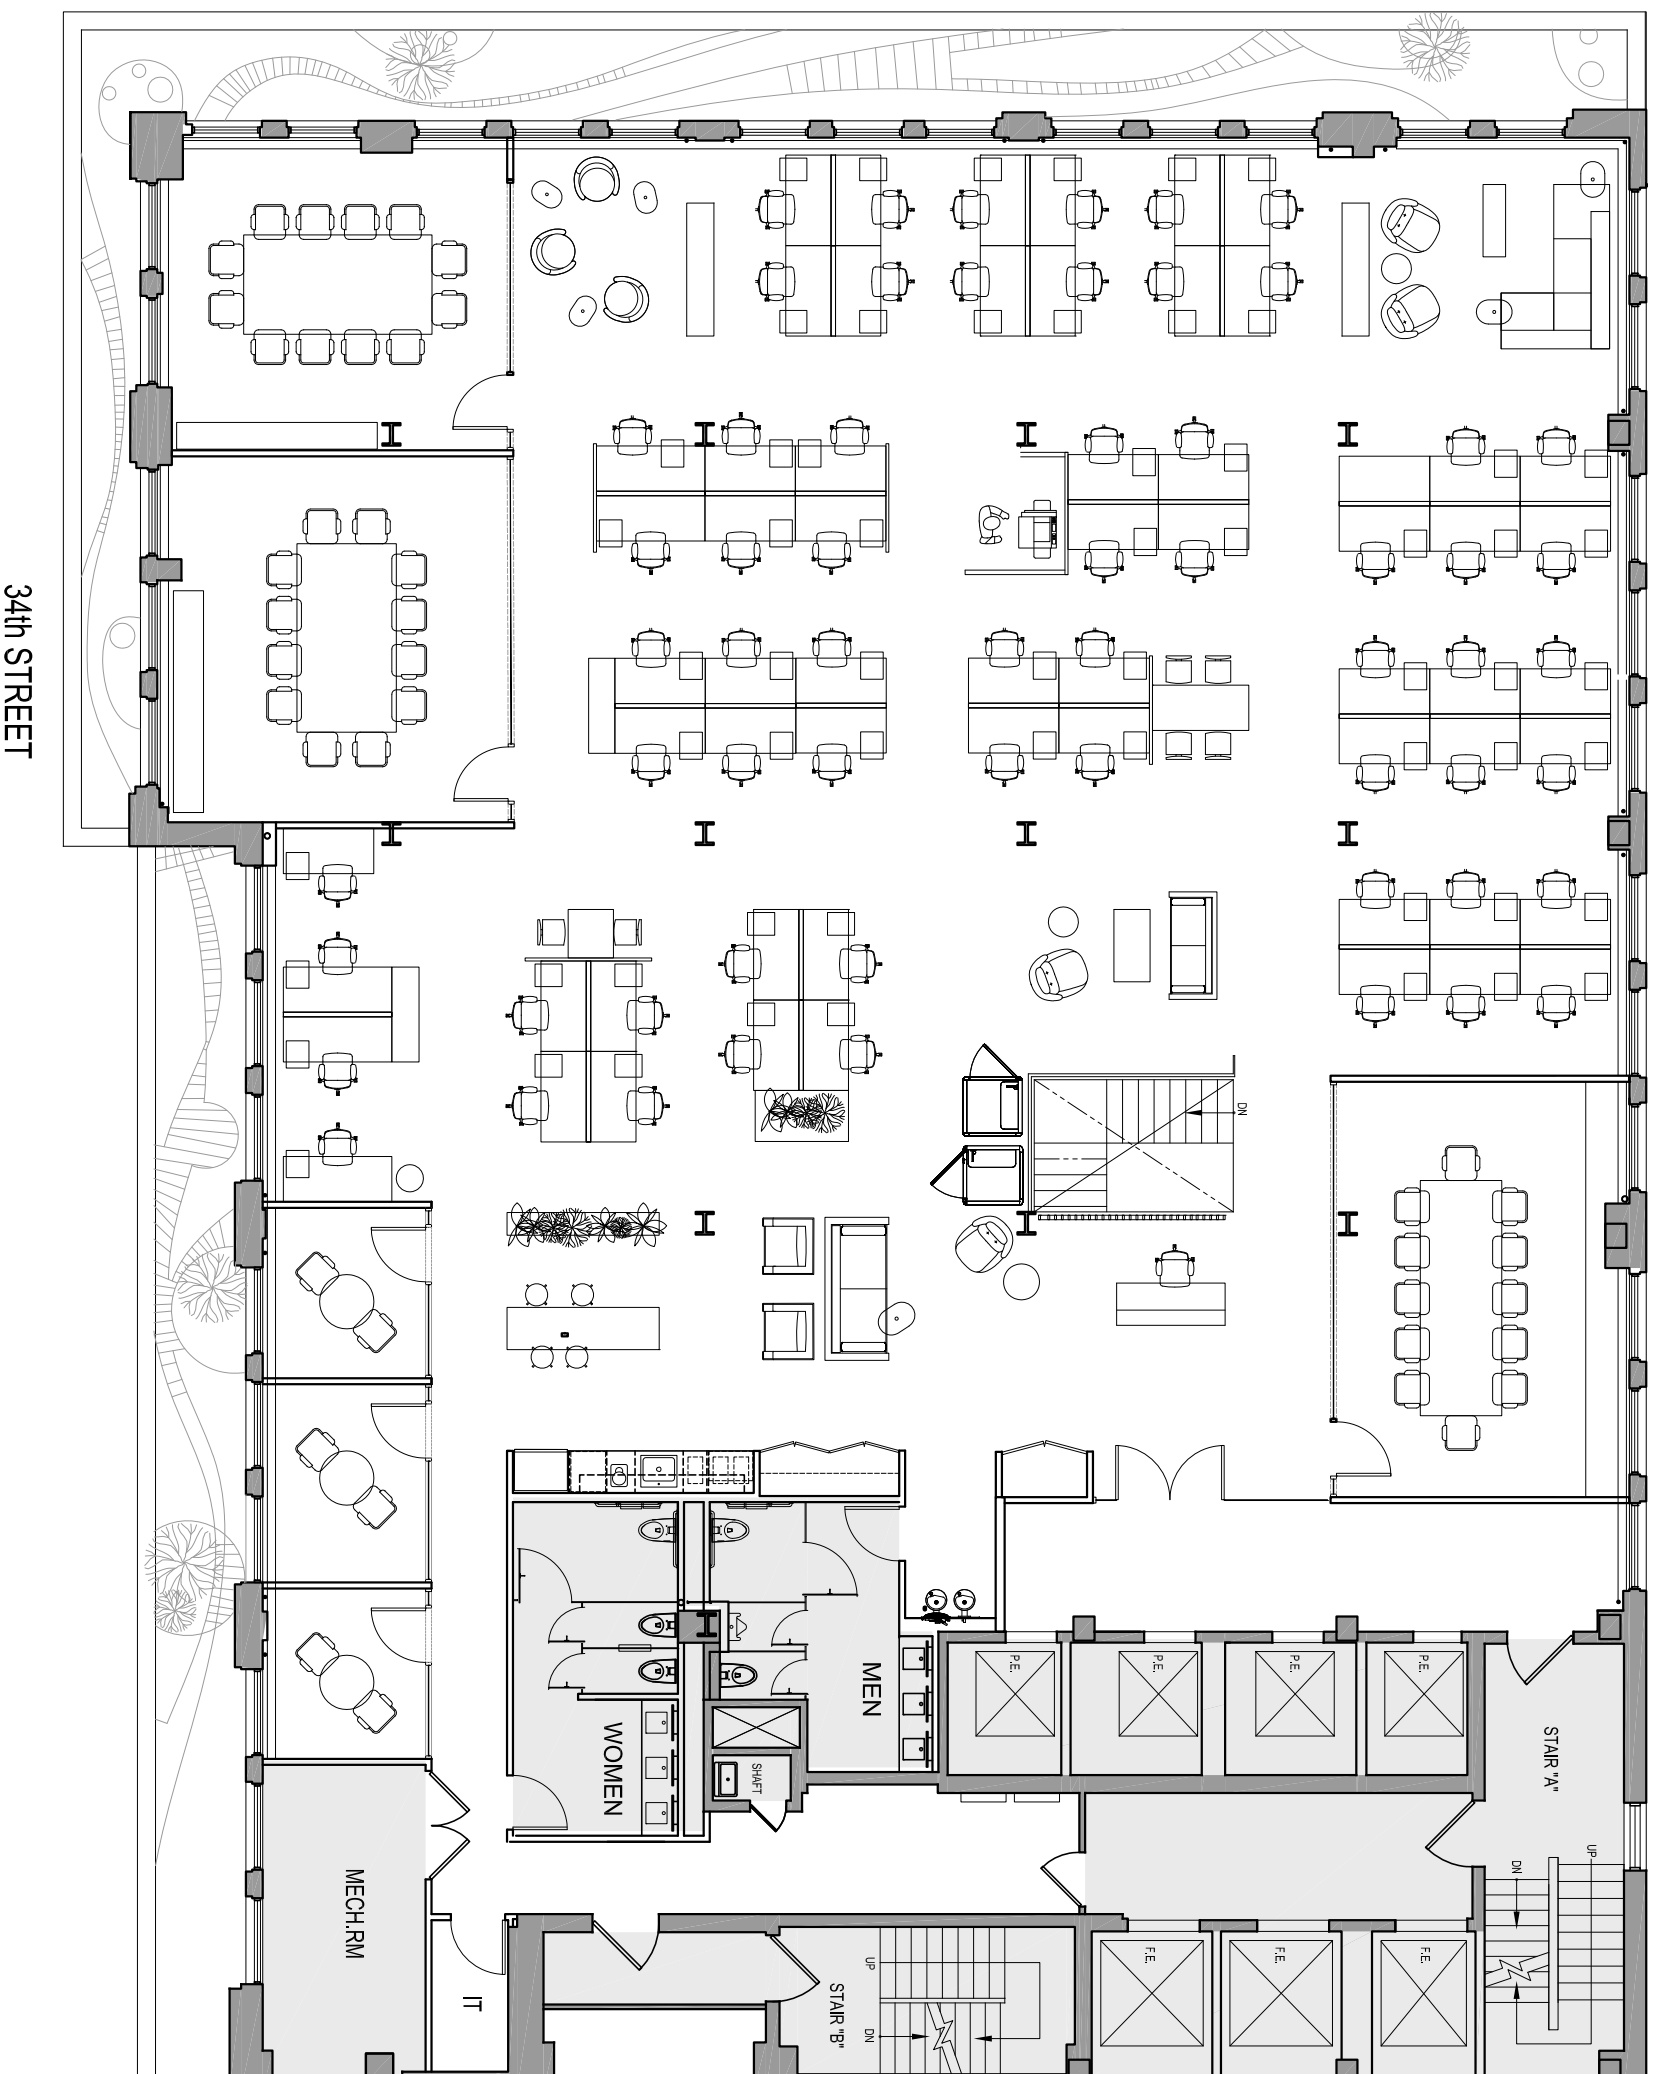 34th STREET
DN
P.E.
P.E.
P.E.
P.E.
MEN
WOMEN
SHAFT
STAIR "A"
UP
DN
MECH.RM
IT
F.E.
F.E.
F.E.
UP
STAIR "B"
DN